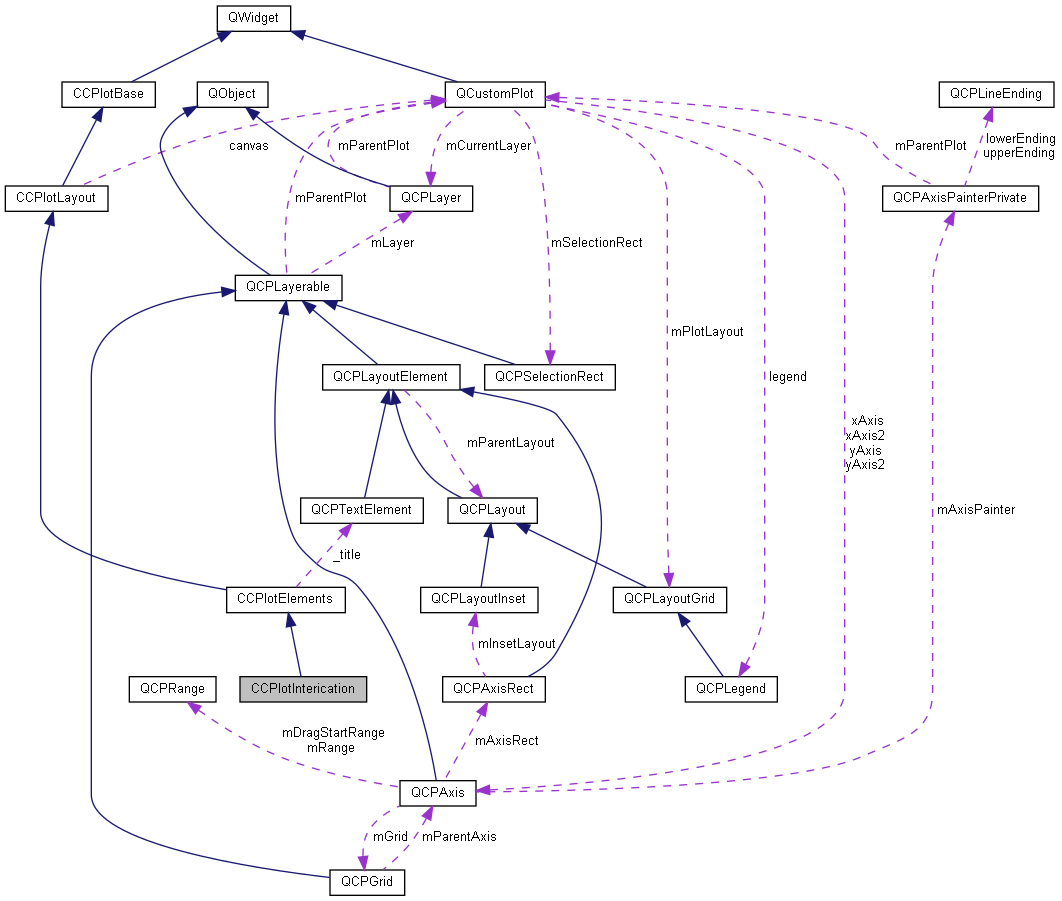 QWidget
CCPlotBase
QObject
QCustomPlot
QCPLineEnding
canvas
mParentPlot
mCurrentLayer
mParentPlot
lowerEnding
upperEnding
CCPlotLayout
mParentPlot
QCPLayer
QCPAxisPainterPrivate
mLayer
mSelectionRect
QCPLayerable
mPlotLayout
QCPLayoutElement
QCPSelectionRect
legend
xAxis
xAxis2
yAxis
yAxis2
mParentLayout
QCPTextElement
QCPLayout
mAxisPainter
_title
CCPlotElements
QCPLayoutInset
QCPLayoutGrid
mInsetLayout
QCPRange
CCPlotInterication
QCPAxisRect
QCPLegend
mDragStartRange
mRange
mAxisRect
QCPAxis
mGrid
mParentAxis
QCPGrid